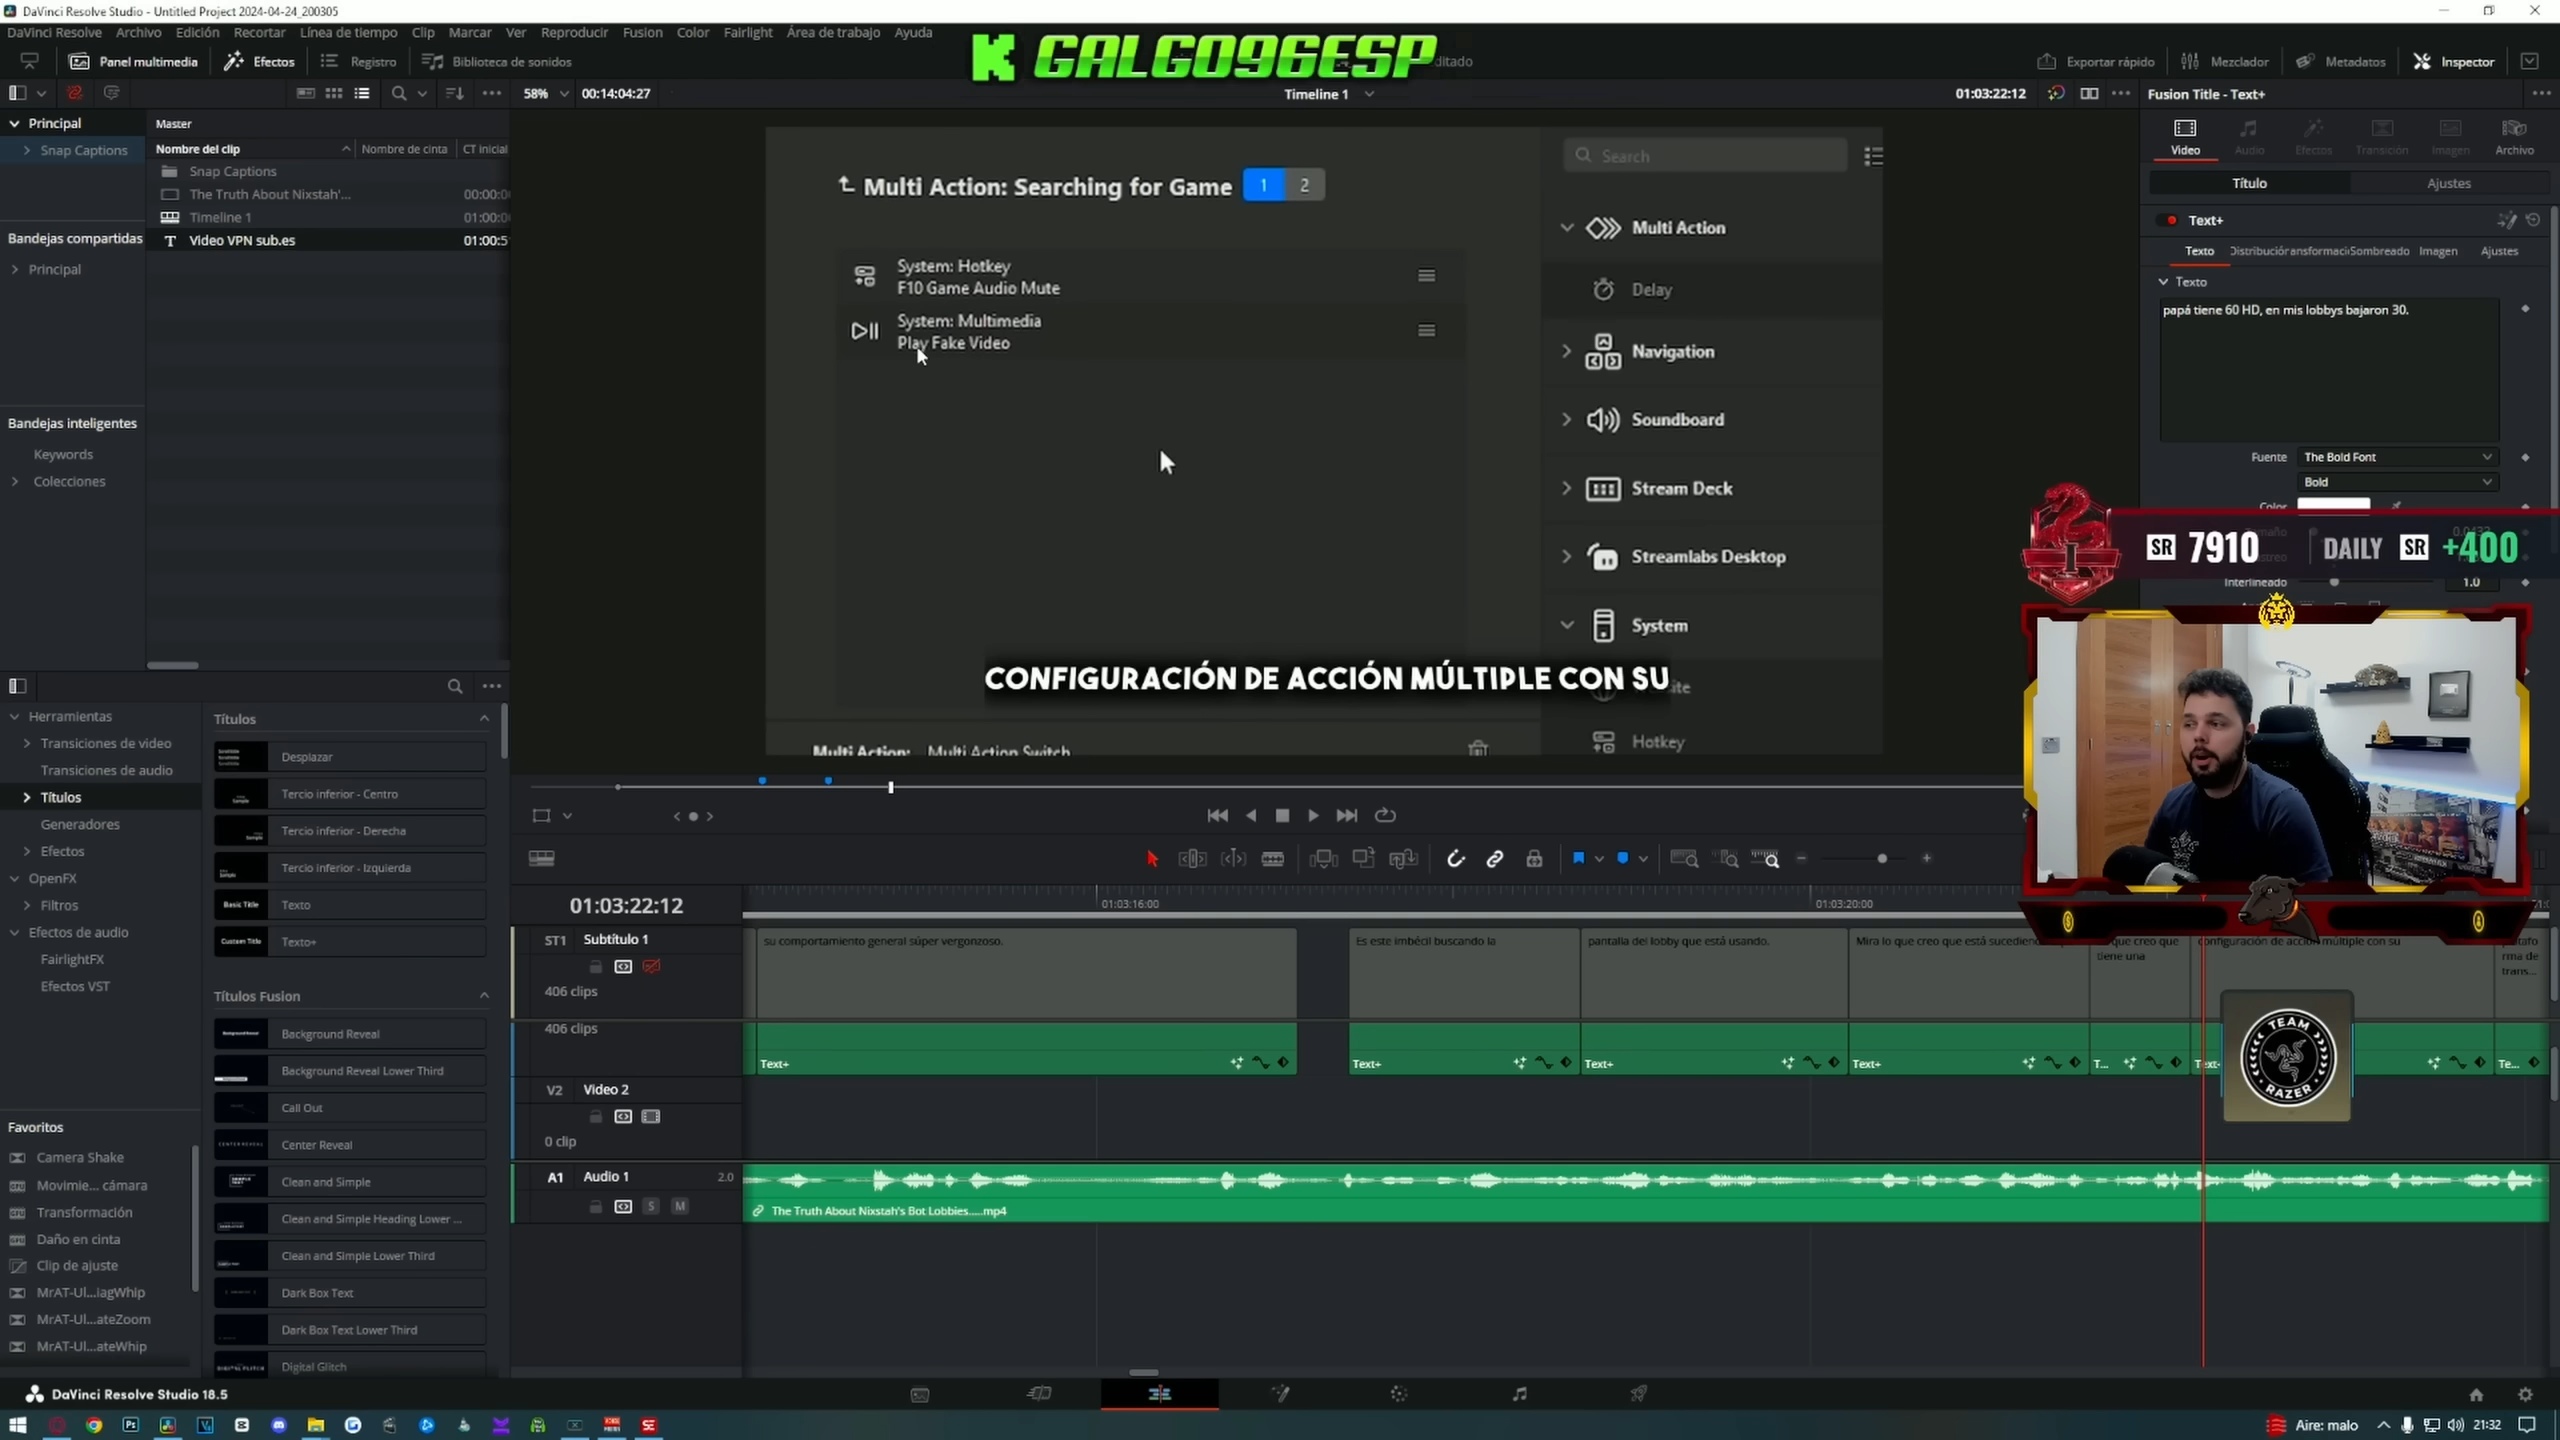 DaVinci Resolve Studio - Untitled Project 2024-04-24_200305
DaVinci Resolve Archivo Edición Recortar Línea de tiempo Clip Marcar Ver Reproducir Fusion Color Fairlight Área de trabajo Ayuda
K GALGO96ESP
Panel multimedia Efectos Registro Biblioteca de sonidos
Exportar rápido Mezclador Metadatos Inspector
58% 00:14:04:27 Timeline 1 01:03:22:12 Fusion Title - Text+
Principal
Snap Captions
Bandejas compartidas
Principal
Bandejas inteligentes
Keywords
Colecciones
Master
Nombre del clip Nombre de cinta CT inicial
Snap Captions
The Truth About Nixstah'...
Timeline 1
Video VPN sub.es
Multi Action: Searching for Game 1 2
System: Hotkey
F10 Game Audio Mute
System: Multimedia
Play Fake Video
Search
Multi Action
Delay
Navigation
Soundboard
Stream Deck
Streamlabs Desktop
System
Hotkey
CONFIGURACIÓN DE ACCIÓN MÚLTIPLE CON SU
Multi Action: Multi Action Switch
Video Audio Efectos Transición Imagen Archivo
Título Ajustes
Text+
Texto Sombreado Imagen Ajustes
Texto
papá tiene 60 HD, en mis lobbys bajaron 30.
Fuente The Bold Font
Bold
Color
SR 7910 DAILY SR +400
Interlineado 1.0
Herramientas
Transiciones de video
Transiciones de audio
Títulos
Generadores
Efectos
OpenFX
Filtros
Efectos de audio
FairlightFX
Efectos VST
Favoritos
Camera Shake
Movimie... cámara
Transformación
Daño en cinta
Clip de ajuste
MrAT-Ul...iagWhip
MrAT-Ul...ateZoom
MrAT-Ul...ateWhip
Títulos
Desplazar
Tercio inferior - Centro
Tercio inferior - Derecha
Tercio inferior - Izquierda
Basic Title Texto
Custom Title Texto+
Títulos Fusion
Background Reveal
Background Reveal Lower Third
Call Out
Center Reveal
Clean and Simple
Clean and Simple Heading Lower ...
Clean and Simple Lower Third
Dark Box Text
Dark Box Text Lower Third
Digital Glitch
01:03:22:12
01:03:16:00 01:03:20:00
ST1 Subtítulo 1
406 clips
406 clips
su comportamiento general súper vergonzoso.
Es este imbécil buscando la
pantalla del lobby que está usando.
Mira lo que creo que está
que creo que
tiene una
configuración de acción múltiple con su
Text+ Text+ Text+ Text+ T... Te...
V2 Video 2
0 clip
TEAM RAZER
A1 Audio 1 2.0
S M
The Truth About Nixstah's Bot Lobbies.....mp4
DaVinci Resolve Studio 18.5
Aire: malo 21:32